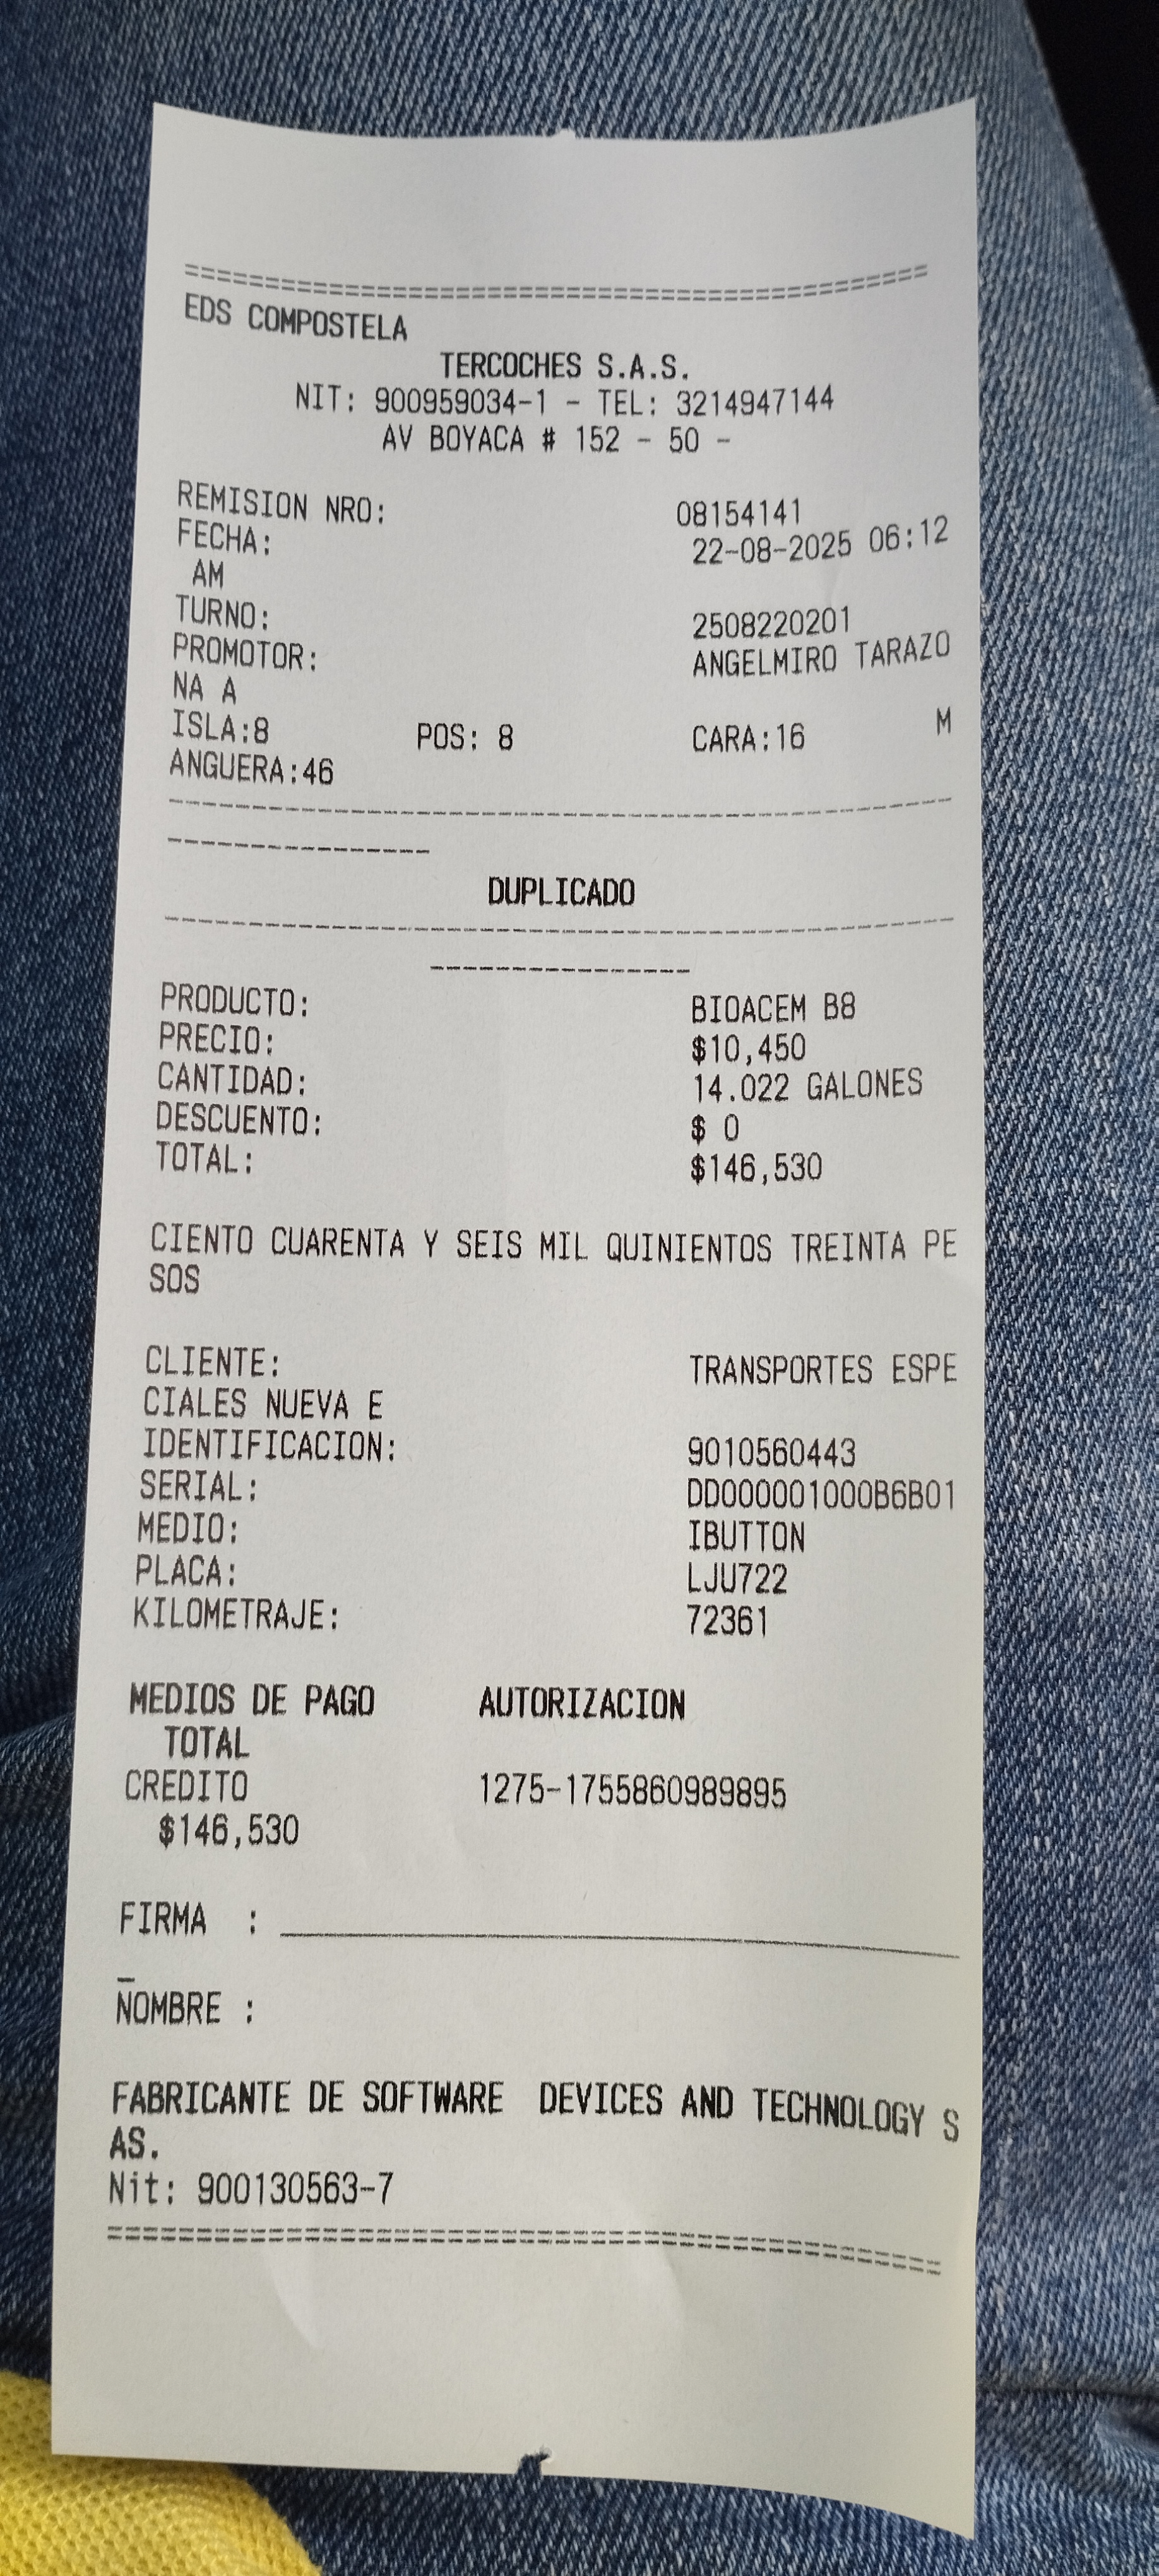 EDS COMPOSTELA
TERCOCHES S.A.S.
NIT: 900959034-1 - TEL: 3214947144
AV BOYACA # 152 - 50 -
REMISION NRO: 08154141
FECHA: 22-08-2025 06:12
AM
TURNO: 2508220201
PROMOTOR: ANGELMIRO TARAZO
NA A
ISLA:8 POS: 8 CARA:16 M
ANGUERA:46
DUPLICADO
PRODUCTO: BIOACEM B8
PRECIO: $10,450
CANTIDAD: 14.022 GALONES
DESCUENTO: $ 0
TOTAL: $146,530
CIENTO CUARENTA Y SEIS MIL QUINIENTOS TREINTA PE
SOS
CLIENTE: TRANSPORTES ESPE
CIALES NUEVA E
IDENTIFICACION: 9010560443
SERIAL: DD000001000B6B01
MEDIO: IBUTTON
PLACA: LJU722
KILOMETRAJE: 72361
MEDIOS DE PAGO AUTORIZACION
TOTAL
CREDITO 1275-1755860989895
$146,530
FIRMA : ______________________
_
NOMBRE :
FABRICANTE DE SOFTWARE DEVICES AND TECHNOLOGY S
AS.
Nit: 900130563-7